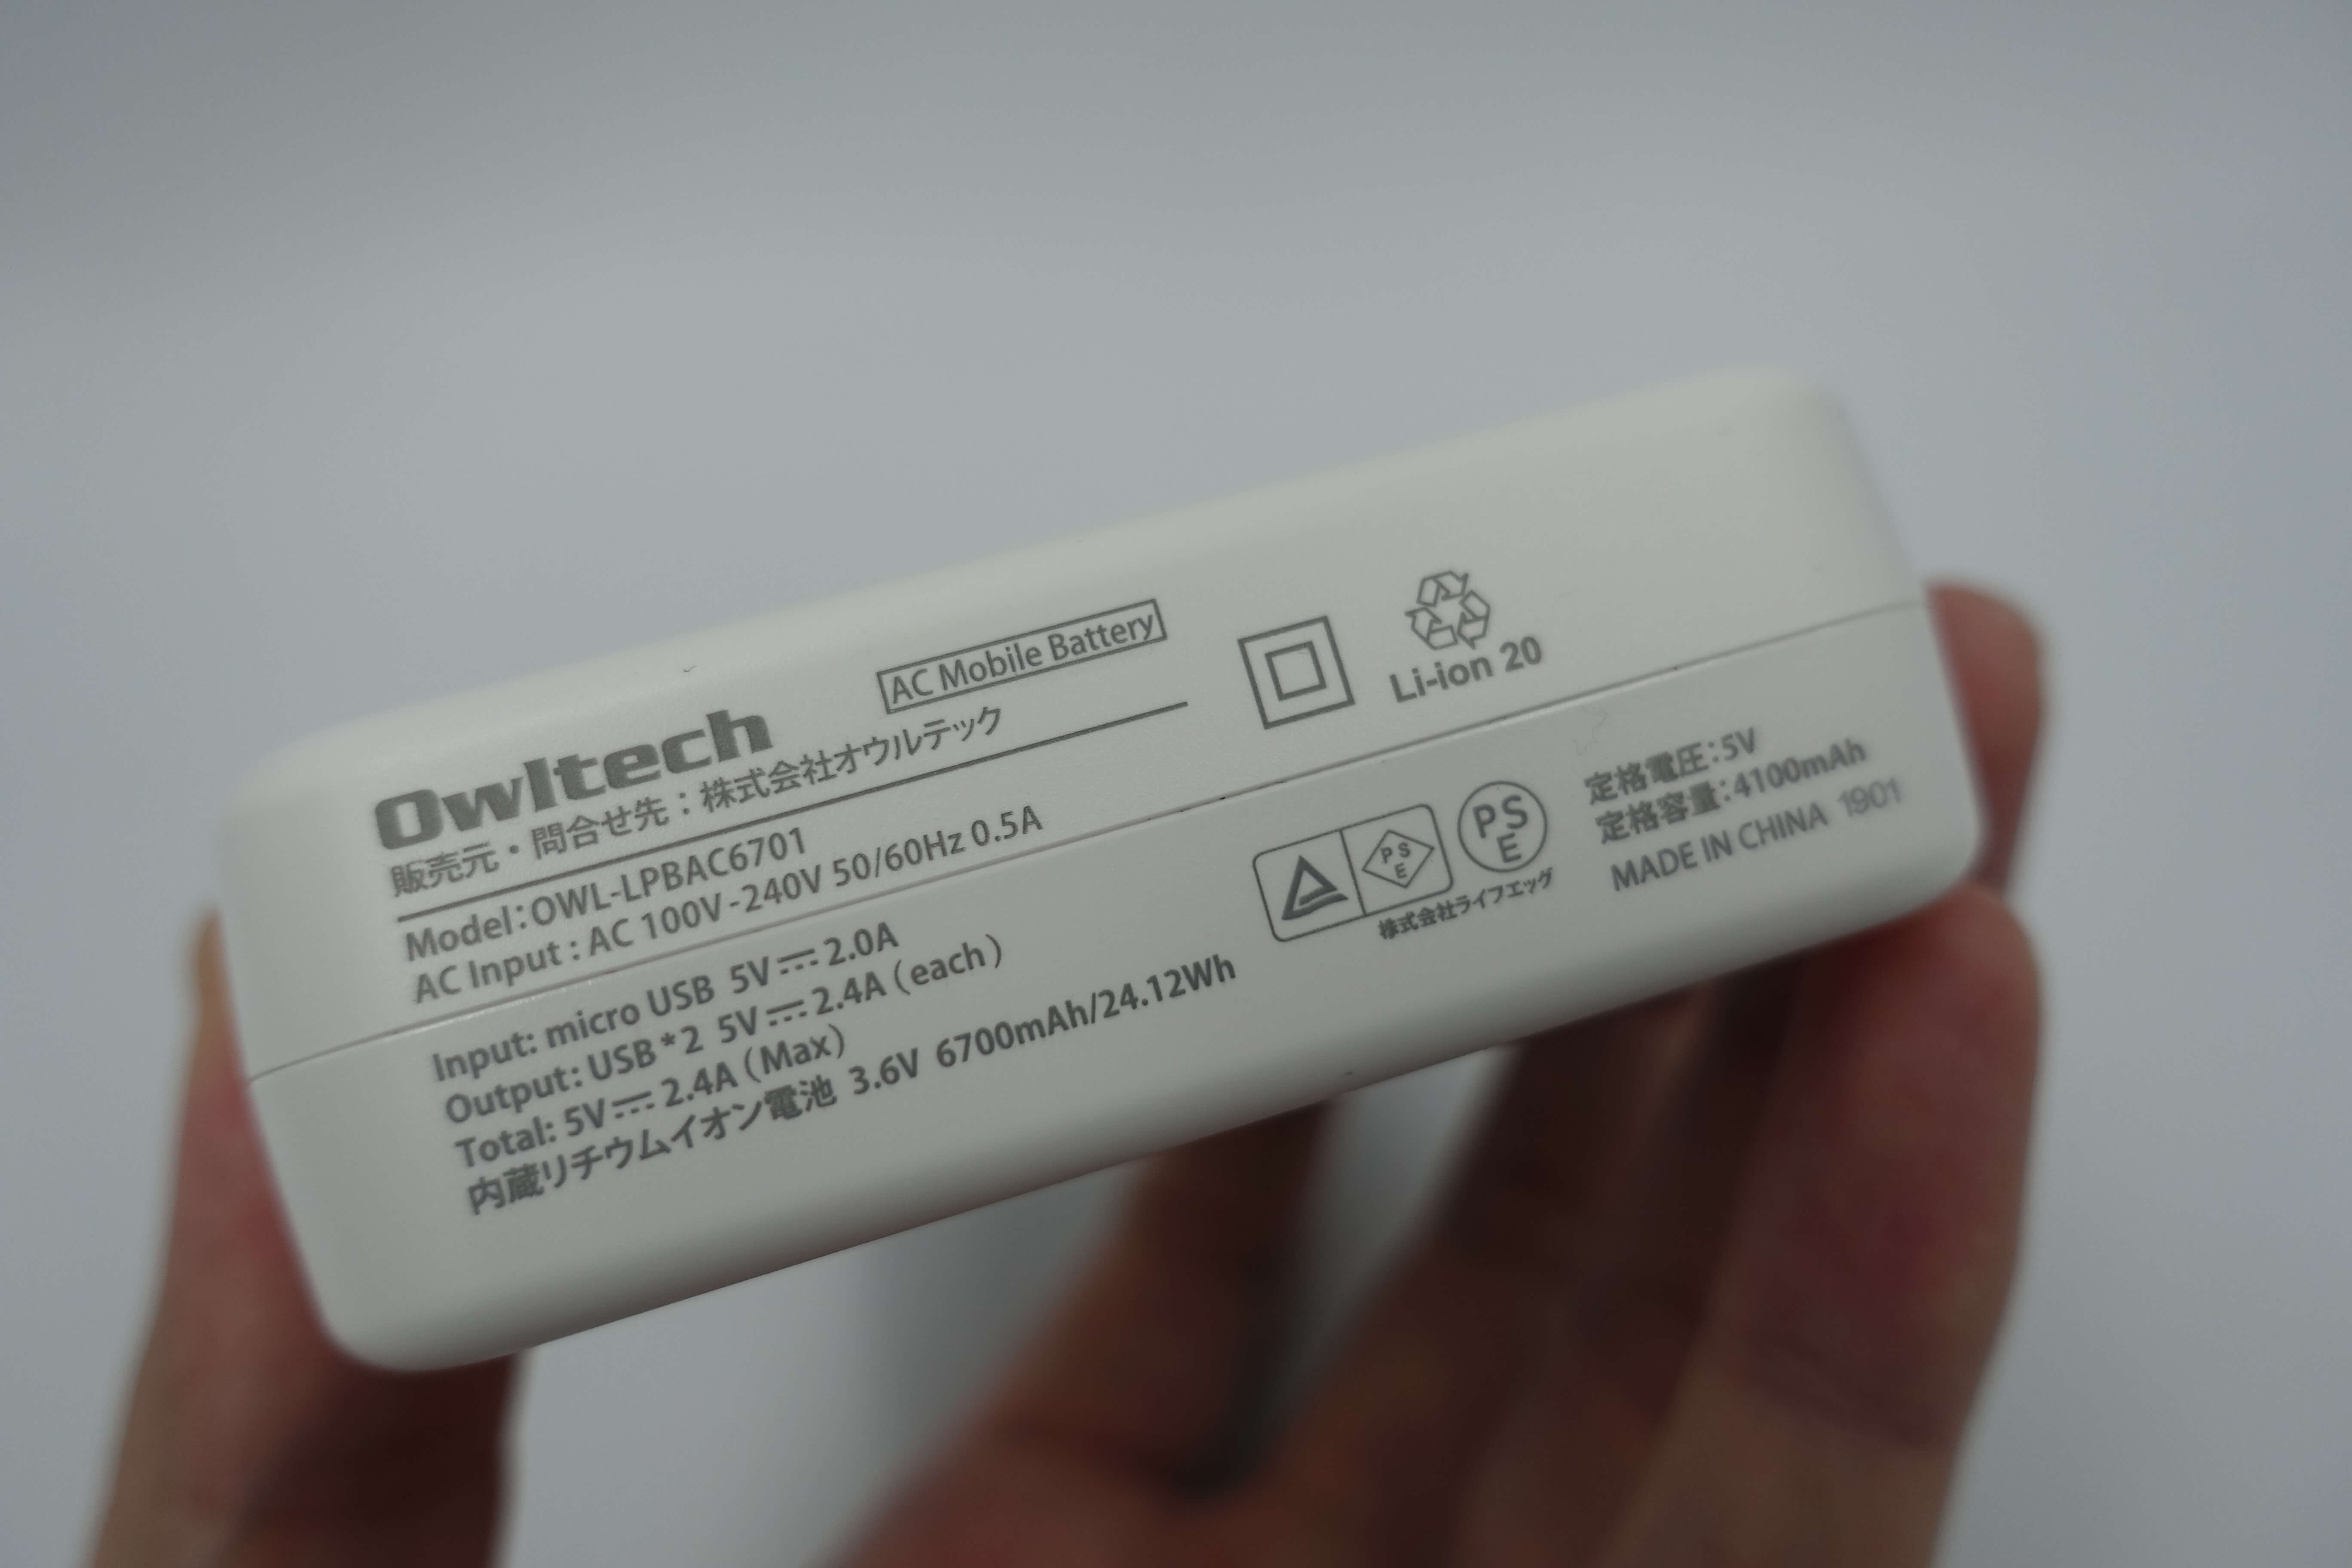 Owltech
AC Mobile Battery
販売元・問合せ先：株式会社オウルテック
Model：OWL-LPBAC6701
AC Input : AC 100V-240V 50/60Hz 0.5A
Input: micro USB 5V⎓2.0A
Output: USB*2 5V⎓2.4A (each)
Total: 5V⎓2.4A (Max)
内蔵リチウムイオン電池 3.6V 6700mAh/24.12Wh
Li-ion 20
PS
E
PS
E
株式会社ライフエッグ
定格電圧：5V
定格容量：4100mAh
MADE IN CHINA 1901